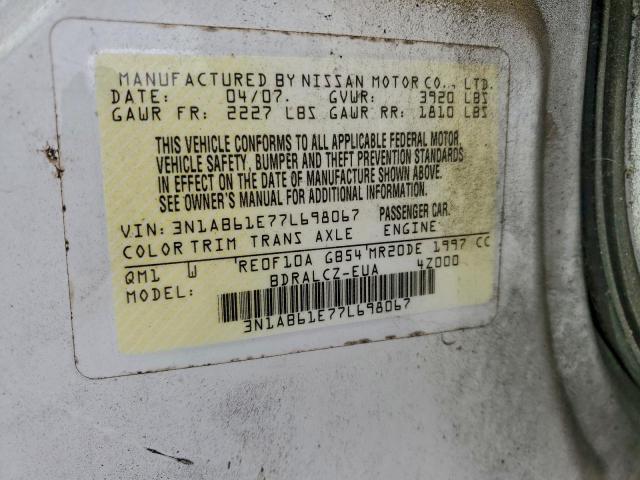 MANUFACTURED BY NISSAN MOTOR CO., LTD.
DATE: 04/07. GVWR: 3920 LBS
GAWR FR: 2227 LBS GAWR RR: 1810 LBS
THIS VEHICLE CONFORMS TO ALL APPLICABLE FEDERAL MOTOR
VEHICLE SAFETY, BUMPER AND THEFT PREVENTION STANDARDS
IN EFFECT ON THE DATE OF MANUFACTURE SHOWN ABOVE.
SEE OWNER'S MANUAL FOR ADDITIONAL INFORMATION.
VIN: 3N1AB61E77L698067 PASSENGER CAR
COLOR TRIM TRANS AXLE ENGINE
QM1 W RE0F10A GB54 MR20DE 1997 CC
MODEL: BDRALCZ-EUA 4Z000
3N1AB61E77L698067